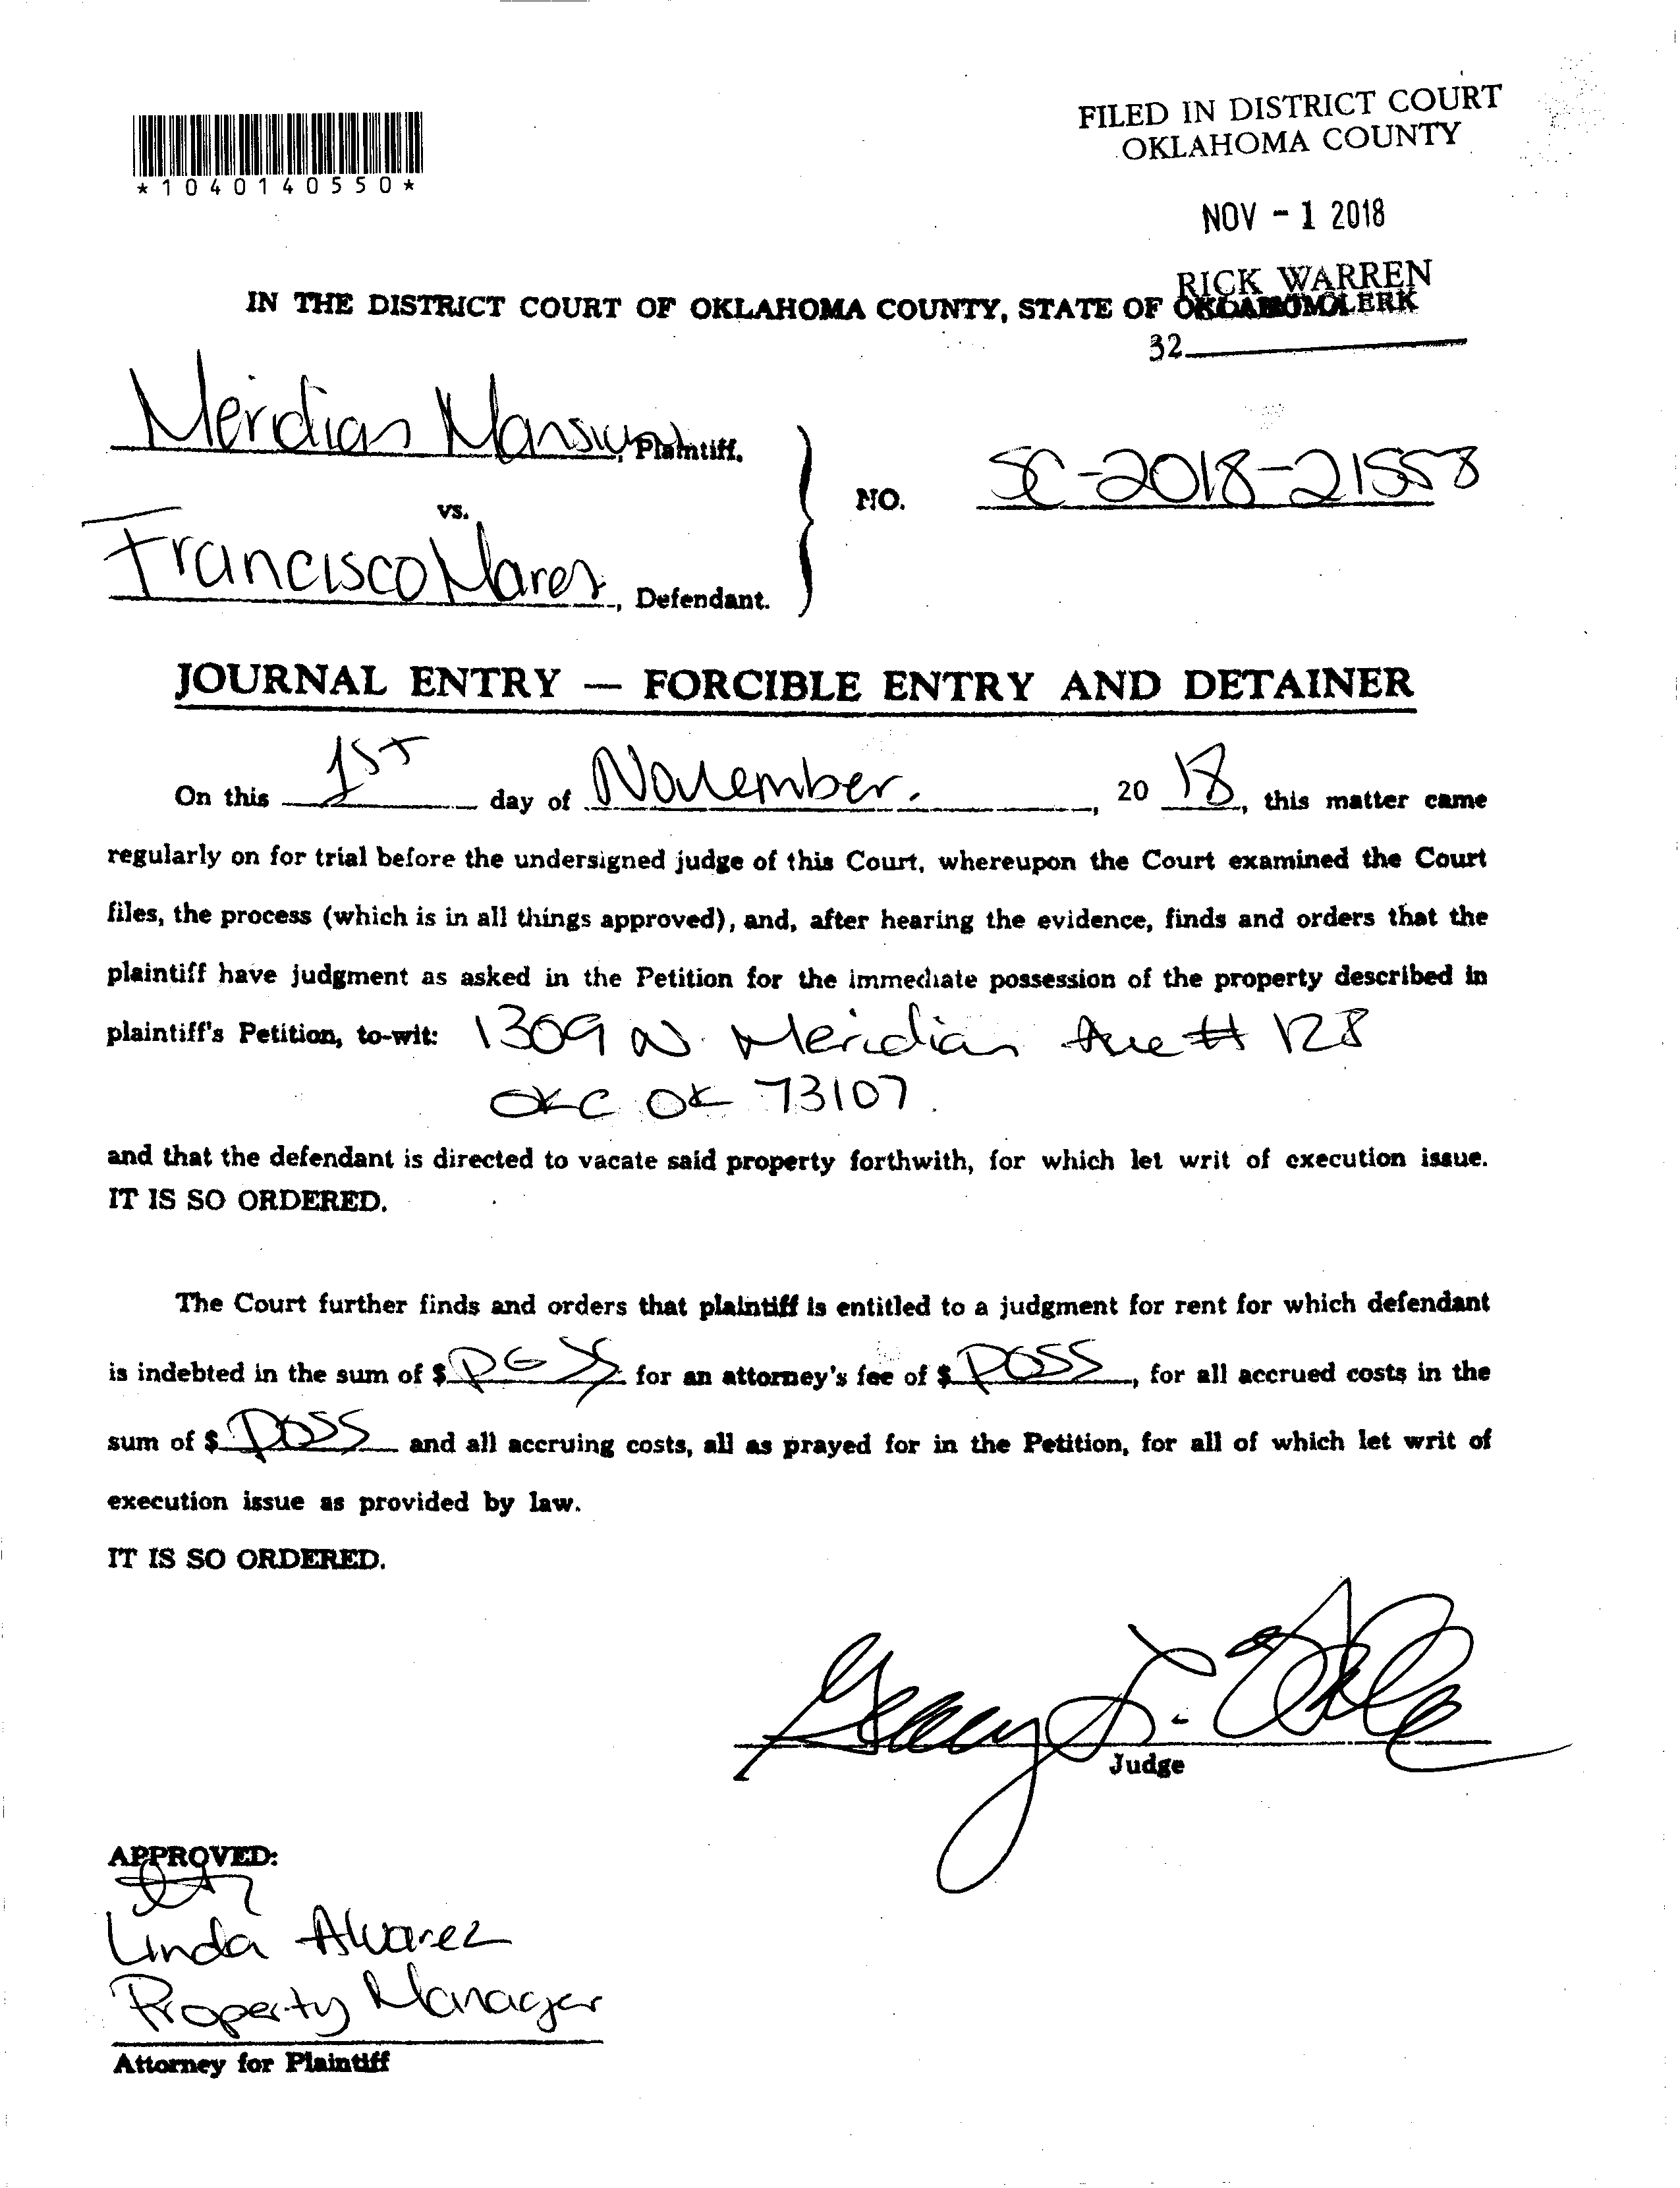 FILED IN DISTRICT COURT
OKLAHOMA COUNTY
*1040140550*
NOV - 1 2018
RICK WARREN
IN THE DISTRICT COURT OF OKLAHOMA COUNTY, STATE OF
32
Meridian Mansions, Plaintiff,
vs.
NO. SC-2018-21558
Francisco Mares, Defendant.
JOURNAL ENTRY — FORCIBLE ENTRY AND DETAINER
On this 1st day of November, 2018, this matter came
regularly on for trial before the undersigned judge of this Court, whereupon the Court examined the Court
files, the process (which is in all things approved), and, after hearing the evidence, finds and orders that the
plaintiff have judgment as asked in the Petition for the immediate possession of the property described in
plaintiff's Petition, to-wit: 1309 N. Meridian Ave # 128
OKC OK 73107.
and that the defendant is directed to vacate said property forthwith, for which let writ of execution issue.
IT IS SO ORDERED.
The Court further finds and orders that plaintiff is entitled to a judgment for rent for which defendant
is indebted in the sum of $ for an attorney's fee of $ POSS, for all accrued costs in the
sum of $ POSS and all accruing costs, all as prayed for in the Petition, for all of which let writ of
execution issue as provided by law.
IT IS SO ORDERED.
Judge
APPROVED:
Linda Alvarez
Property Manager
Attorney for Plaintiff